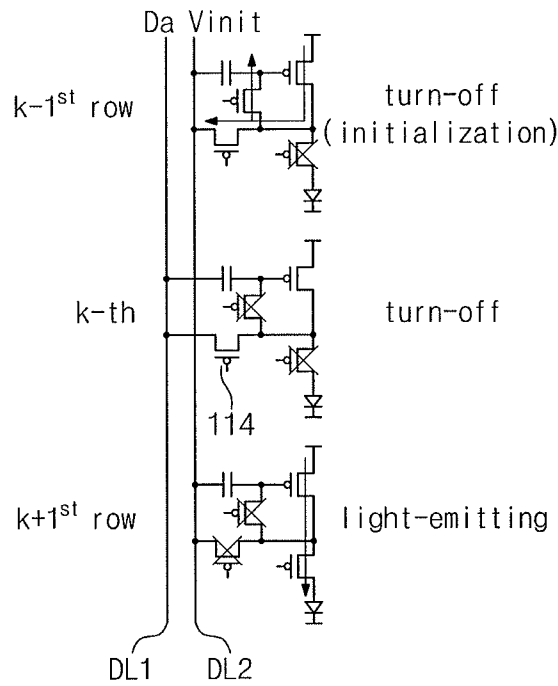 Da Vinit
k-1st row
turn-off
(initialization)
k-th
turn-off
114
k+1st row
light-emitting
DL1 DL2